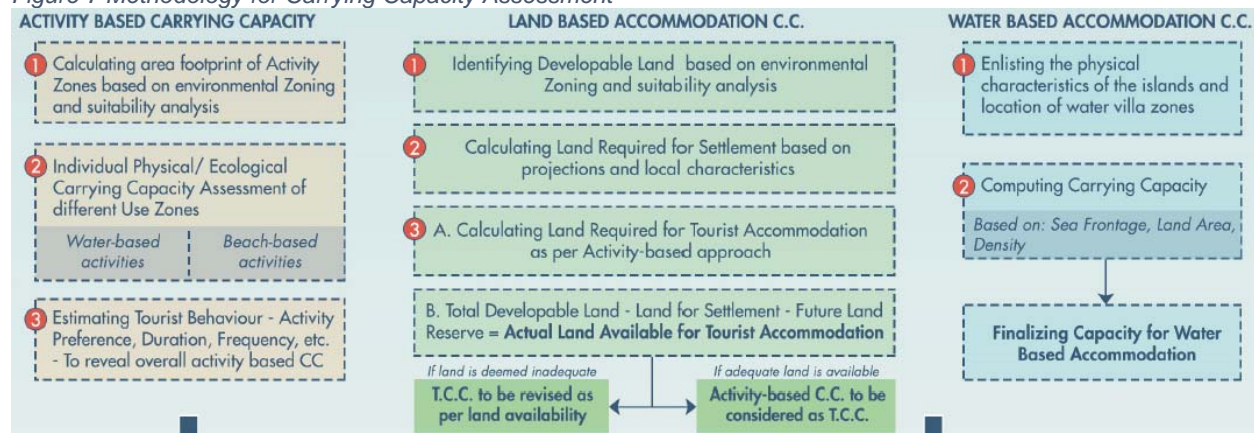 Figure 7 Methodology for Carrying Capacity Assessment
ACTIVITY BASED CARRYING CAPACITY
1 Calculating area footprint of Activity
Zones based on environmental Zoning
and suitability analysis
2 Individual Physical/ Ecological
Carrying Capacity Assessment of
different Use Zones
Water-based
activities
Beach-based
activities
3 Estimating Tourist Behaviour - Activity
Preference, Duration, Frequency, etc.
- To reveal overall activity based CC
LAND BASED ACCOMMODATION C.C.
1 Identifying Developable Land based on environmental
Zoning and suitability analysis
2 Calculating Land Required for Settlement based on
projections and local characteristics
3 A. Calculating Land Required for Tourist Accommodation
as per Activity-based approach
B. Total Developable Land - Land for Settlement - Future Land
Reserve = Actual Land Available for Tourist Accommodation
If land is deemed inadequate
T.C.C. to be revised as
per land availability
If adequate land is available
Activity-based C.C. to be
considered as T.C.C.
WATER BASED ACCOMMODATION C.C.
1 Enlisting the physical
characteristics of the islands and
location of water villa zones
2 Computing Carrying Capacity
Based on: Sea Frontage, Land Area,
Density
Finalizing Capacity for Water
Based Accommodation